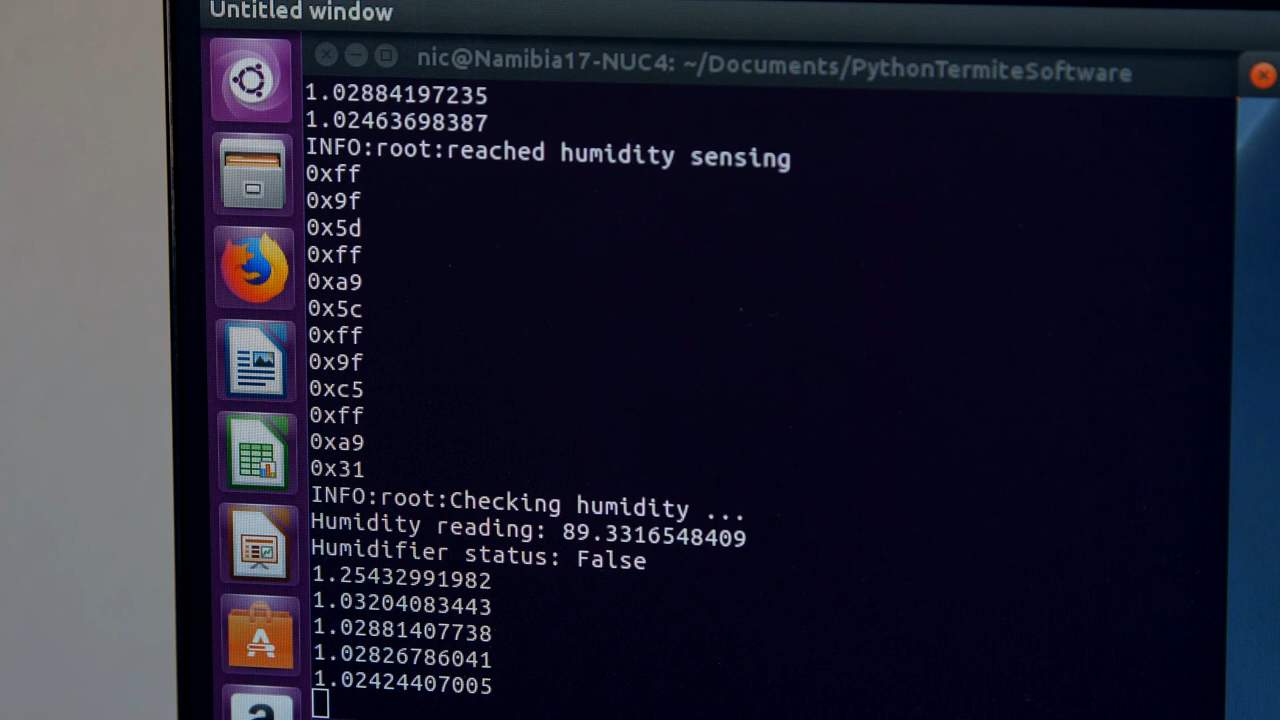 Untitled window
nic@Namibia17-NUC4: ~/Documents/PythonTermiteSoftware
1.02884197235
1.02463698387
INFO:root:reached humidity sensing
0xff
0x9f
0x5d
0xff
0xa9
0x5c
0xff
0x9f
0xc5
0xff
0xa9
0x31
INFO:root:Checking humidity ...
Humidity reading: 89.3316548409
Humidifier status: False
1.25432991982
1.03204083443
1.02881407738
1.02826786041
1.02424407005
a